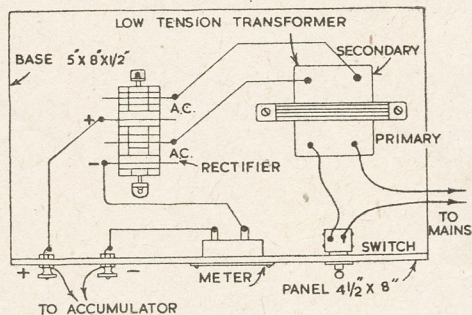 LOW TENSION TRANSFORMER
BASE 5"X 8"X 1/2"
SECONDARY
A.C.
+
A.C.
-
RECTIFIER
PRIMARY
TO
MAINS
SWITCH
METER
+
-
PANEL 4 1/2" X 8"
TO ACCUMULATOR